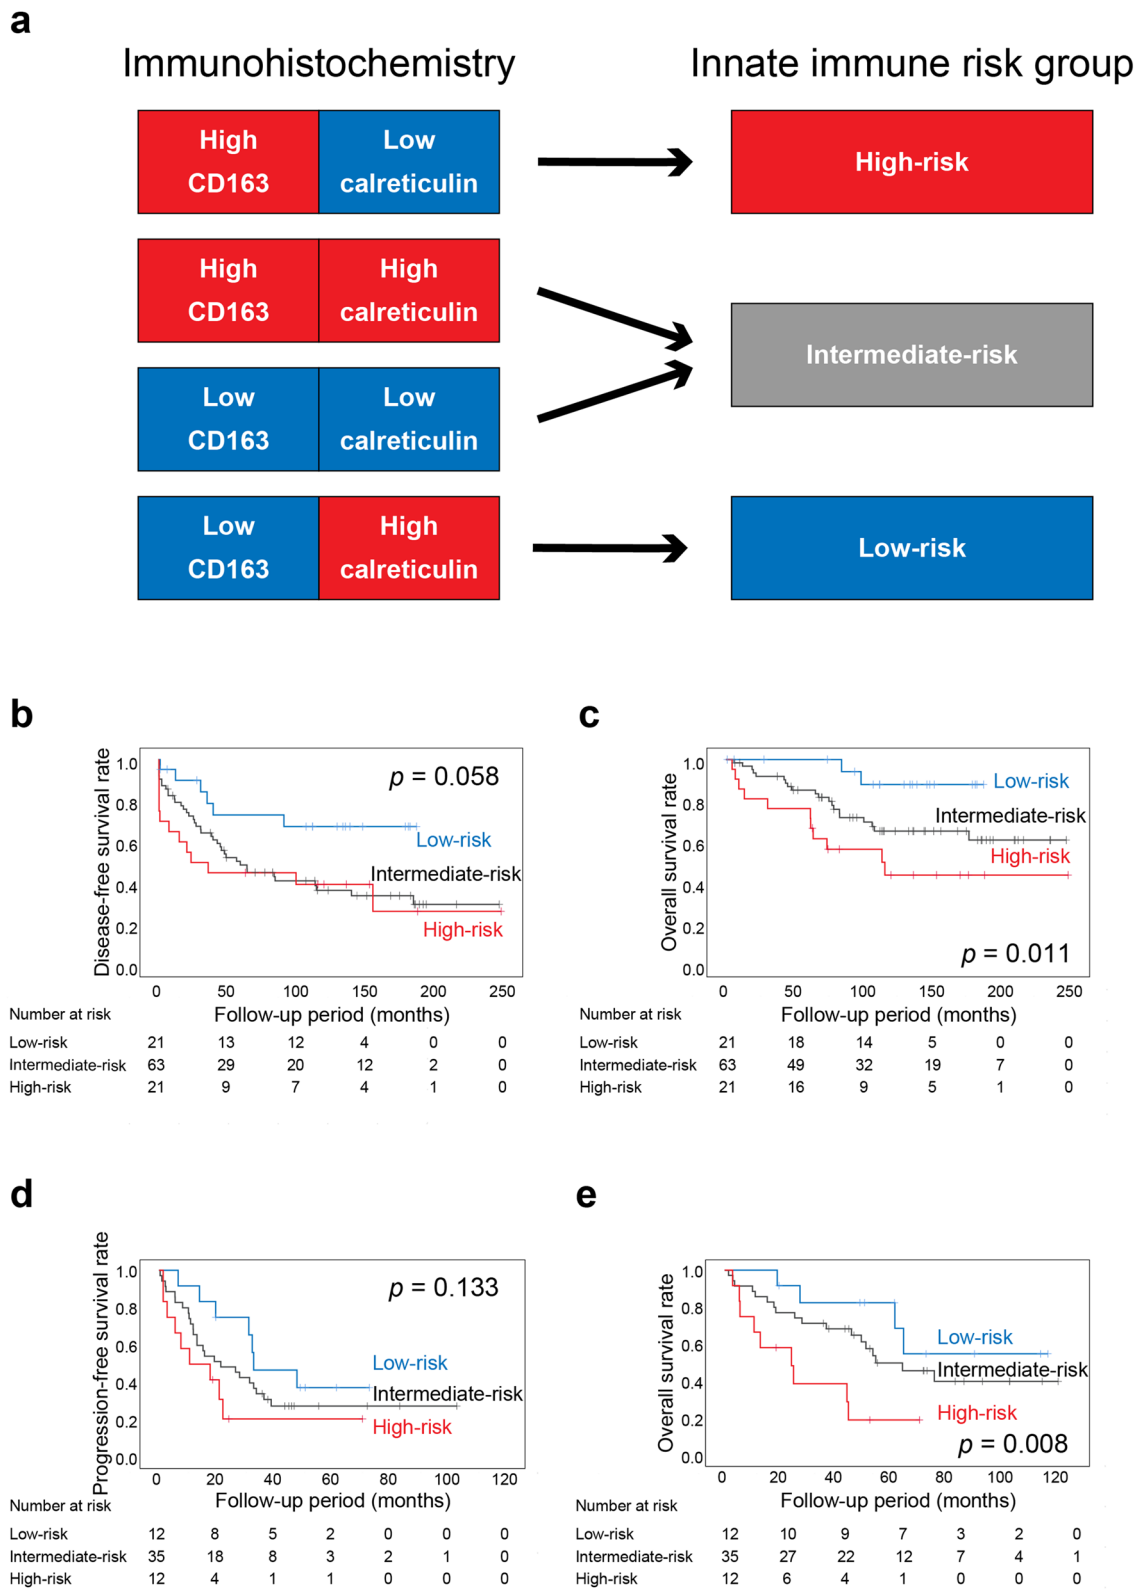 a
Immunohistochemistry
Innate immune risk group
High
CD163
Low
calreticulin
High-risk
High
CD163
High
calreticulin
Intermediate-risk
Low
CD163
Low
calreticulin
Low
CD163
High
calreticulin
Low-risk
b
Disease-free survival rate
1.0
0.8
0.6
0.4
0.2
0.0
p = 0.058
Low-risk
Intermediate-risk
High-risk
0 50 100 150 200 250
Follow-up period (months)
Number at risk
Low-risk 21 13 12 4 0 0
Intermediate-risk 63 29 20 12 2 0
High-risk 21 9 7 4 1 0
c
Overall survival rate
1.0
0.8
0.6
0.4
0.2
0.0
Low-risk
Intermediate-risk
High-risk
p = 0.011
0 50 100 150 200 250
Follow-up period (months)
Number at risk
Low-risk 21 18 14 5 0 0
Intermediate-risk 63 49 32 19 7 0
High-risk 21 16 9 5 1 0
d
Progression-free survival rate
1.0
0.8
0.6
0.4
0.2
0.0
p = 0.133
Low-risk
Intermediate-risk
High-risk
0 20 40 60 80 100 120
Follow-up period (months)
Number at risk
Low-risk 12 8 5 2 0 0 0
Intermediate-risk 35 18 8 3 2 1 0
High-risk 12 4 1 1 0 0 0
e
Overall survival rate
1.0
0.8
0.6
0.4
0.2
0.0
Low-risk
Intermediate-risk
High-risk
p = 0.008
0 20 40 60 80 100 120
Follow-up period (months)
Number at risk
Low-risk 12 10 9 7 3 2 0
Intermediate-risk 35 27 22 12 7 4 1
High-risk 12 6 4 1 0 0 0